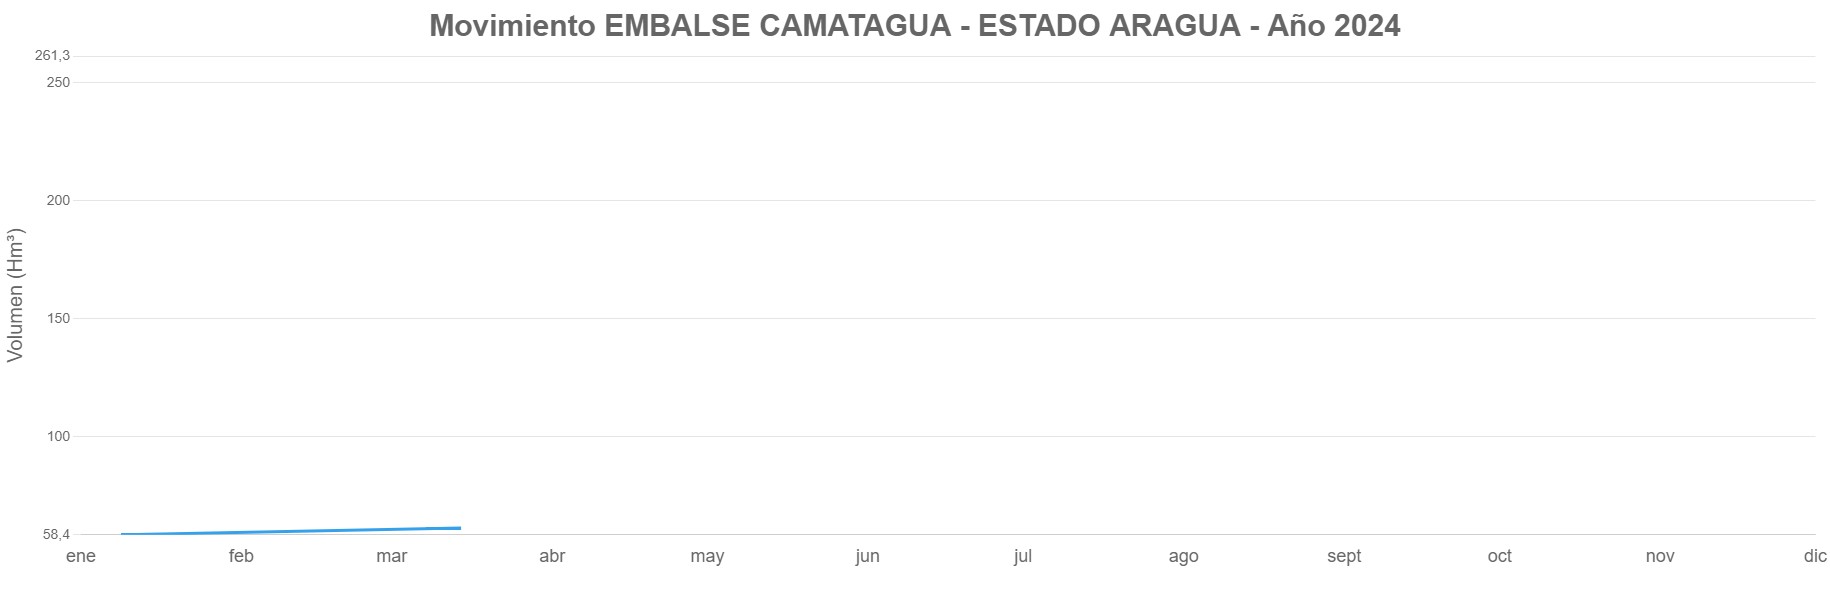 Movimiento EMBALSE CAMATAGUA - ESTADO ARAGUA - Año 2024
261,3
250
200
150
100
58,4
Volumen (Hm³)
ene feb mar abr may jun jul ago sept oct nov dic